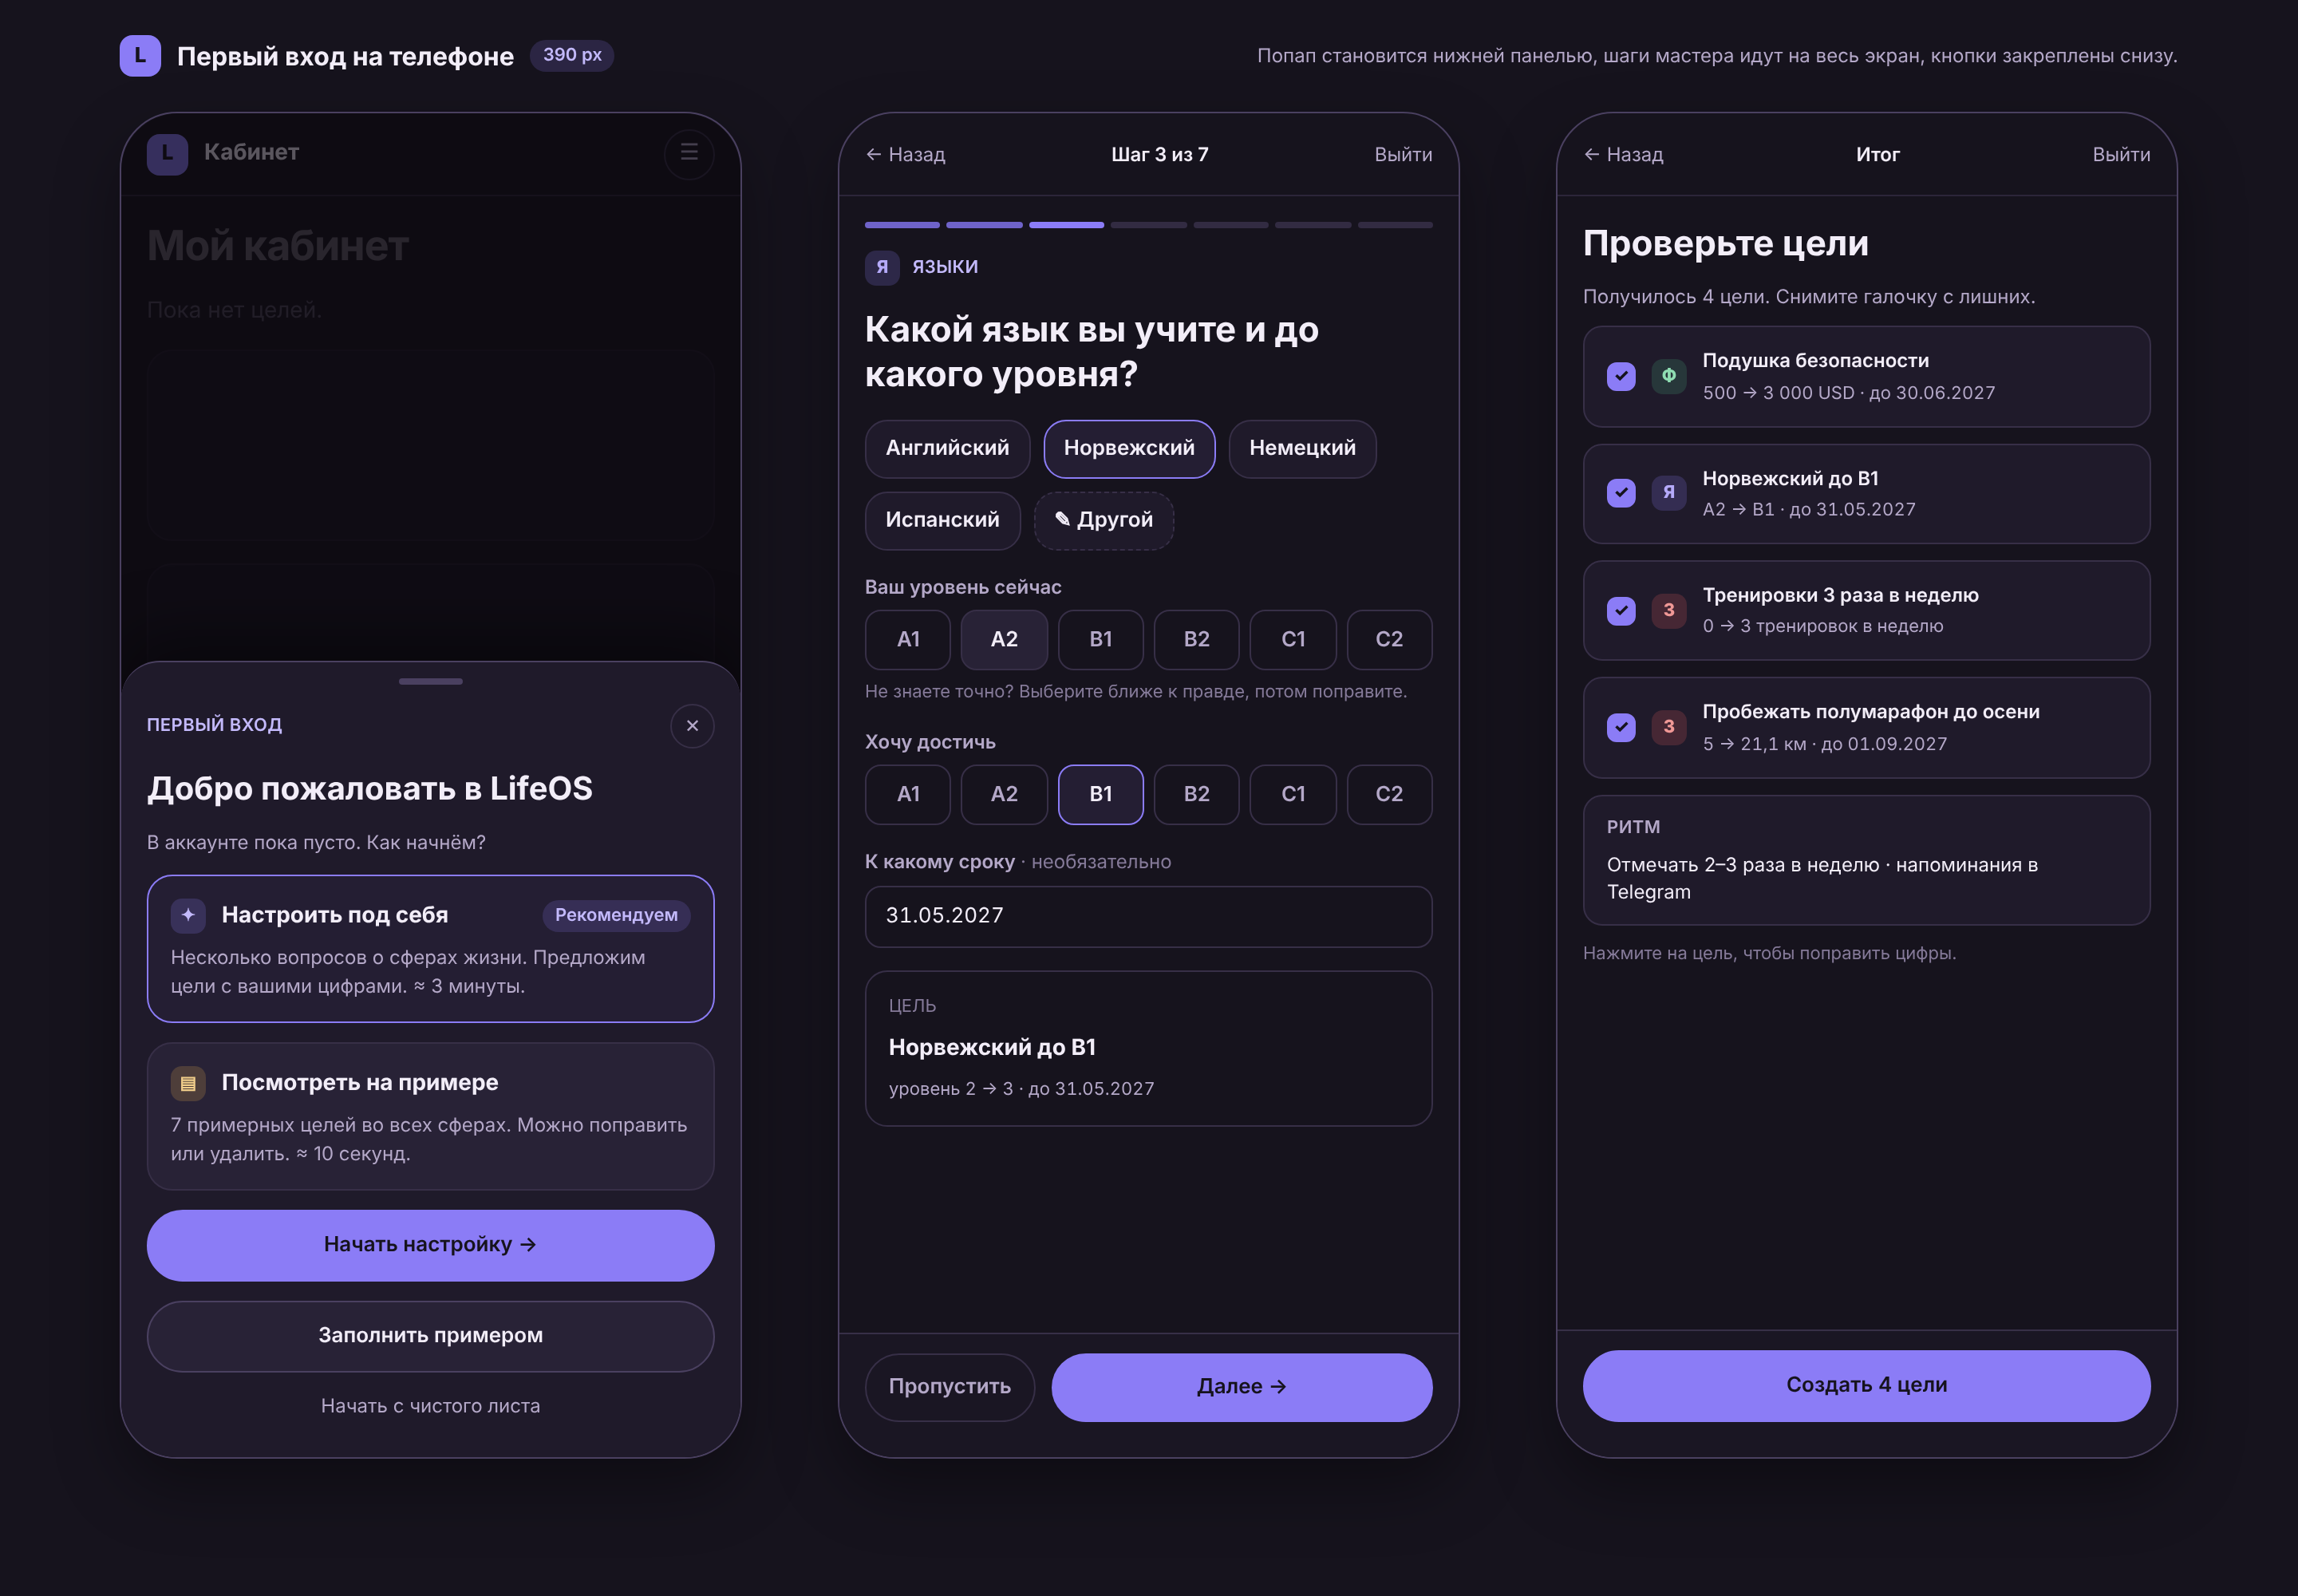 L Первый вход на телефоне 390 px
Попап становится нижней панелью, шаги мастера идут на весь экран, кнопки закреплены снизу.
L Кабинет ☰
Мой кабинет
Пока нет целей.
ПЕРВЫЙ ВХОД ✕
Добро пожаловать в LifeOS
В аккаунте пока пусто. Как начнём?
✦ Настроить под себя Рекомендуем
Несколько вопросов о сферах жизни. Предложим
цели с вашими цифрами. ≈ 3 минуты.
▤ Посмотреть на примере
7 примерных целей во всех сферах. Можно поправить
или удалить. ≈ 10 секунд.
Начать настройку →
Заполнить примером
Начать с чистого листа
← Назад Шаг 3 из 7 Выйти
Я ЯЗЫКИ
Какой язык вы учите и до
какого уровня?
Английский Норвежский Немецкий
Испанский ✎ Другой
Ваш уровень сейчас
A1 A2 B1 B2 C1 C2
Не знаете точно? Выберите ближе к правде, потом поправите.
Хочу достичь
A1 A2 B1 B2 C1 C2
К какому сроку · необязательно
31.05.2027
ЦЕЛЬ
Норвежский до B1
уровень 2 → 3 · до 31.05.2027
Пропустить Далее →
← Назад Итог Выйти
Проверьте цели
Получилось 4 цели. Снимите галочку с лишних.
✓ Ф Подушка безопасности
500 → 3 000 USD · до 30.06.2027
✓ Я Норвежский до B1
A2 → B1 · до 31.05.2027
✓ З Тренировки 3 раза в неделю
0 → 3 тренировок в неделю
✓ З Пробежать полумарафон до осени
5 → 21,1 км · до 01.09.2027
РИТМ
Отмечать 2–3 раза в неделю · напоминания в
Telegram
Нажмите на цель, чтобы поправить цифры.
Создать 4 цели